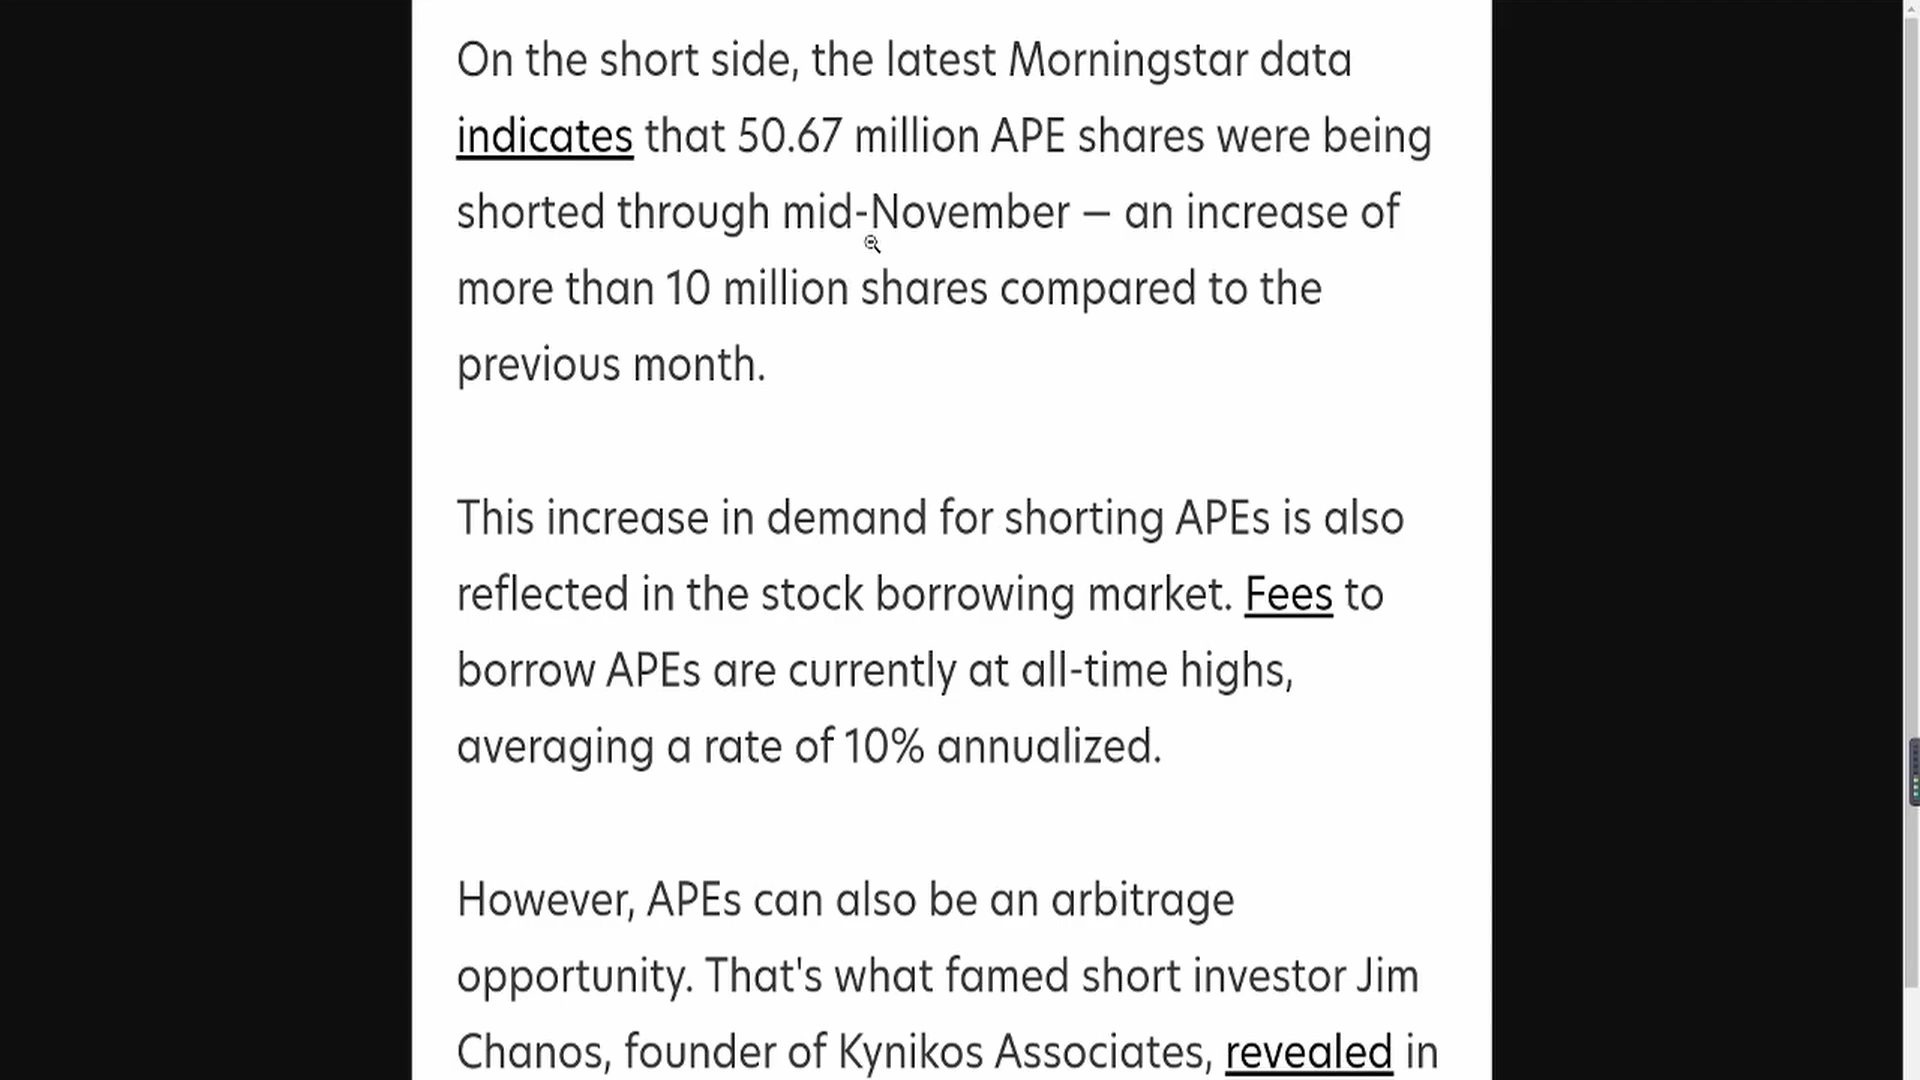 On the short side, the latest Morningstar data
indicates that 50.67 million APE shares were being
shorted through mid-November — an increase of
more than 10 million shares compared to the
previous month.
This increase in demand for shorting APEs is also
reflected in the stock borrowing market. Fees to
borrow APEs are currently at all-time highs,
averaging a rate of 10% annualized.
However, APEs can also be an arbitrage
opportunity. That's what famed short investor Jim
Chanos, founder of Kynikos Associates, revealed in